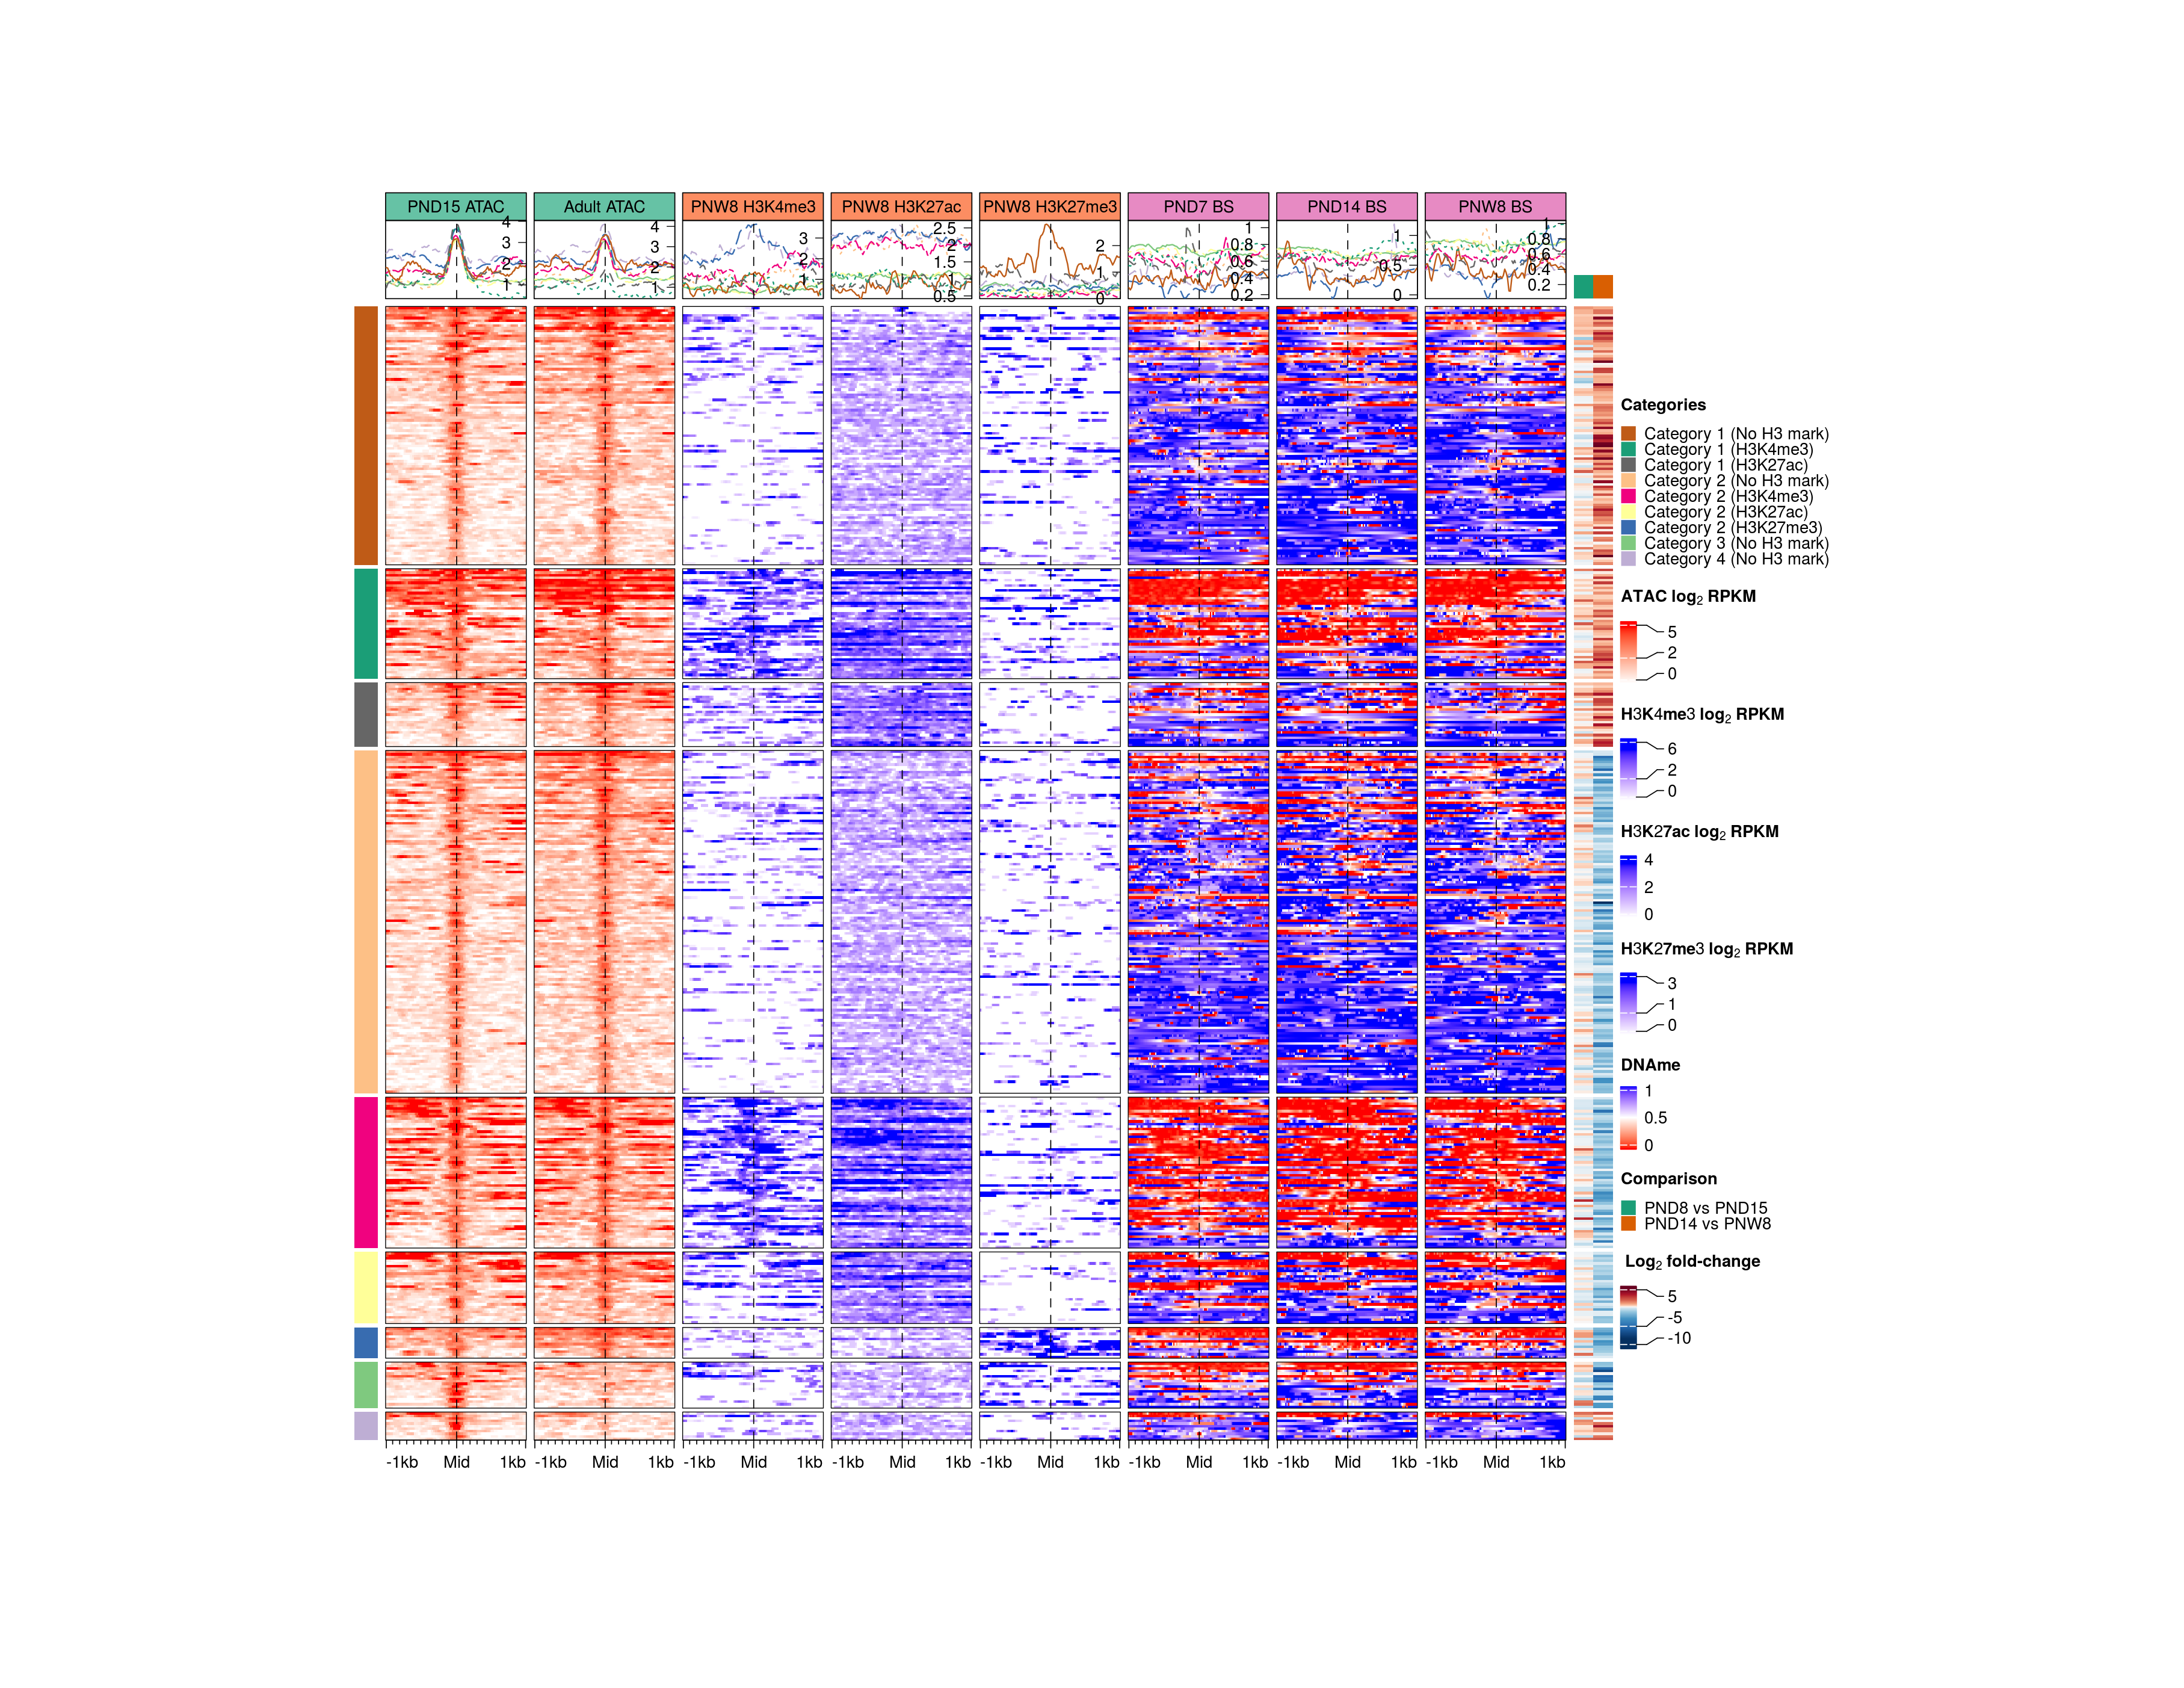 PND15 ATAC
Adult ATAC
PNW8 H3K4me3
PNW8 H3K27ac
PNW8 H3K27me3
PND7 BS
PND14 BS
PNW8 BS
4
3
2
1
4
3
2
1
3
2
1
2.5
2
1.5
1
0.5
2
1
0
1
0.8
0.6
0.4
0.2
1
0.5
0
1
0.8
0.6
0.4
0.2
-1kb Mid 1kb
-1kb Mid 1kb
-1kb Mid 1kb
-1kb Mid 1kb
-1kb Mid 1kb
-1kb Mid 1kb
-1kb Mid 1kb
-1kb Mid 1kb
Categories
Category 1 (No H3 mark)
Category 1 (H3K4me3)
Category 1 (H3K27ac)
Category 2 (No H3 mark)
Category 2 (H3K4me3)
Category 2 (H3K27ac)
Category 2 (H3K27me3)
Category 3 (No H3 mark)
Category 4 (No H3 mark)
ATAC log₂ RPKM
5
2
0
H3K4me3 log₂ RPKM
6
2
0
H3K27ac log₂ RPKM
4
2
0
H3K27me3 log₂ RPKM
3
1
0
DNAme
1
0.5
0
Comparison
PND8 vs PND15
PND14 vs PNW8
Log₂ fold-change
5
-5
-10